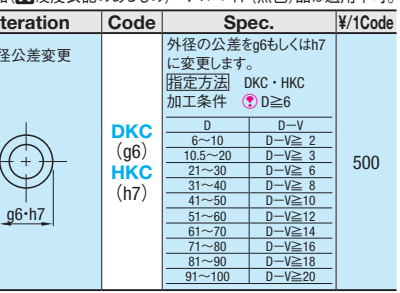 teration Code Spec. ¥/1Code
径公差変更
外径の公差をg6もしくはh7
に変更します。
指定方法 DKC・HKC
加工条件 D≧6
DKC
(g6)
HKC
(h7)
D D−V
6〜10 D−V≧ 2
10.5〜20 D−V≧ 3
21〜30 D−V≧ 6
31〜40 D−V≧ 8
41〜50 D−V≧10
51〜60 D−V≧12
61〜70 D−V≧14
71〜80 D−V≧16
81〜90 D−V≧18
91〜100 D−V≧20
500
g6・h7